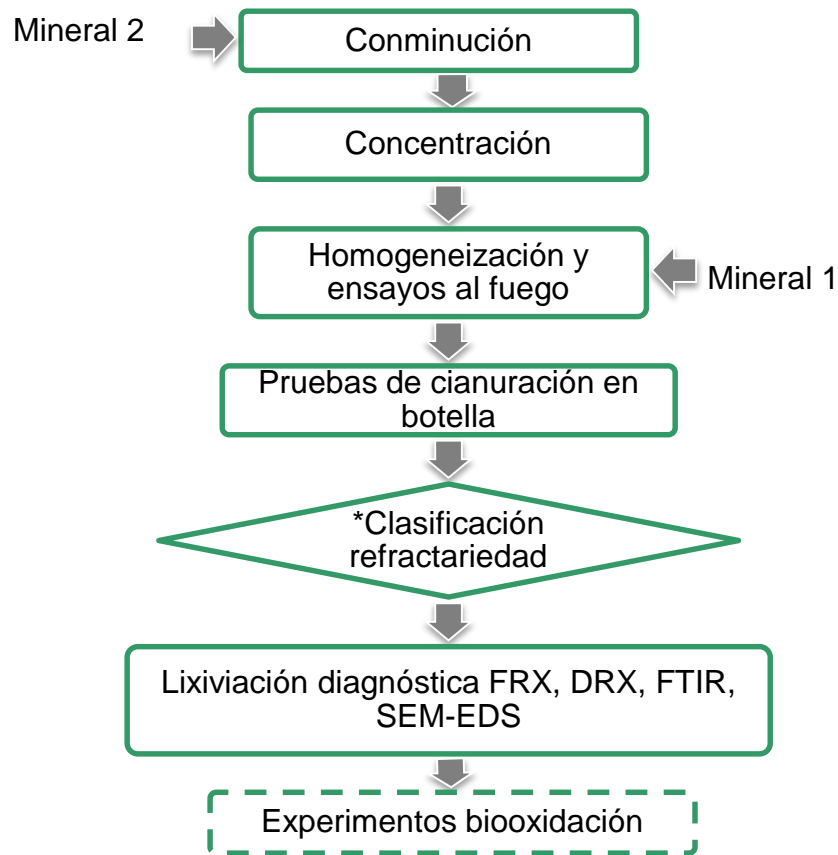 Mineral 2
Conminución
Concentración
Homogeneización y
ensayos al fuego
Mineral 1
Pruebas de cianuración en
botella
*Clasificación
refractariedad
Lixiviación diagnóstica FRX, DRX, FTIR,
SEM-EDS
Experimentos biooxidación